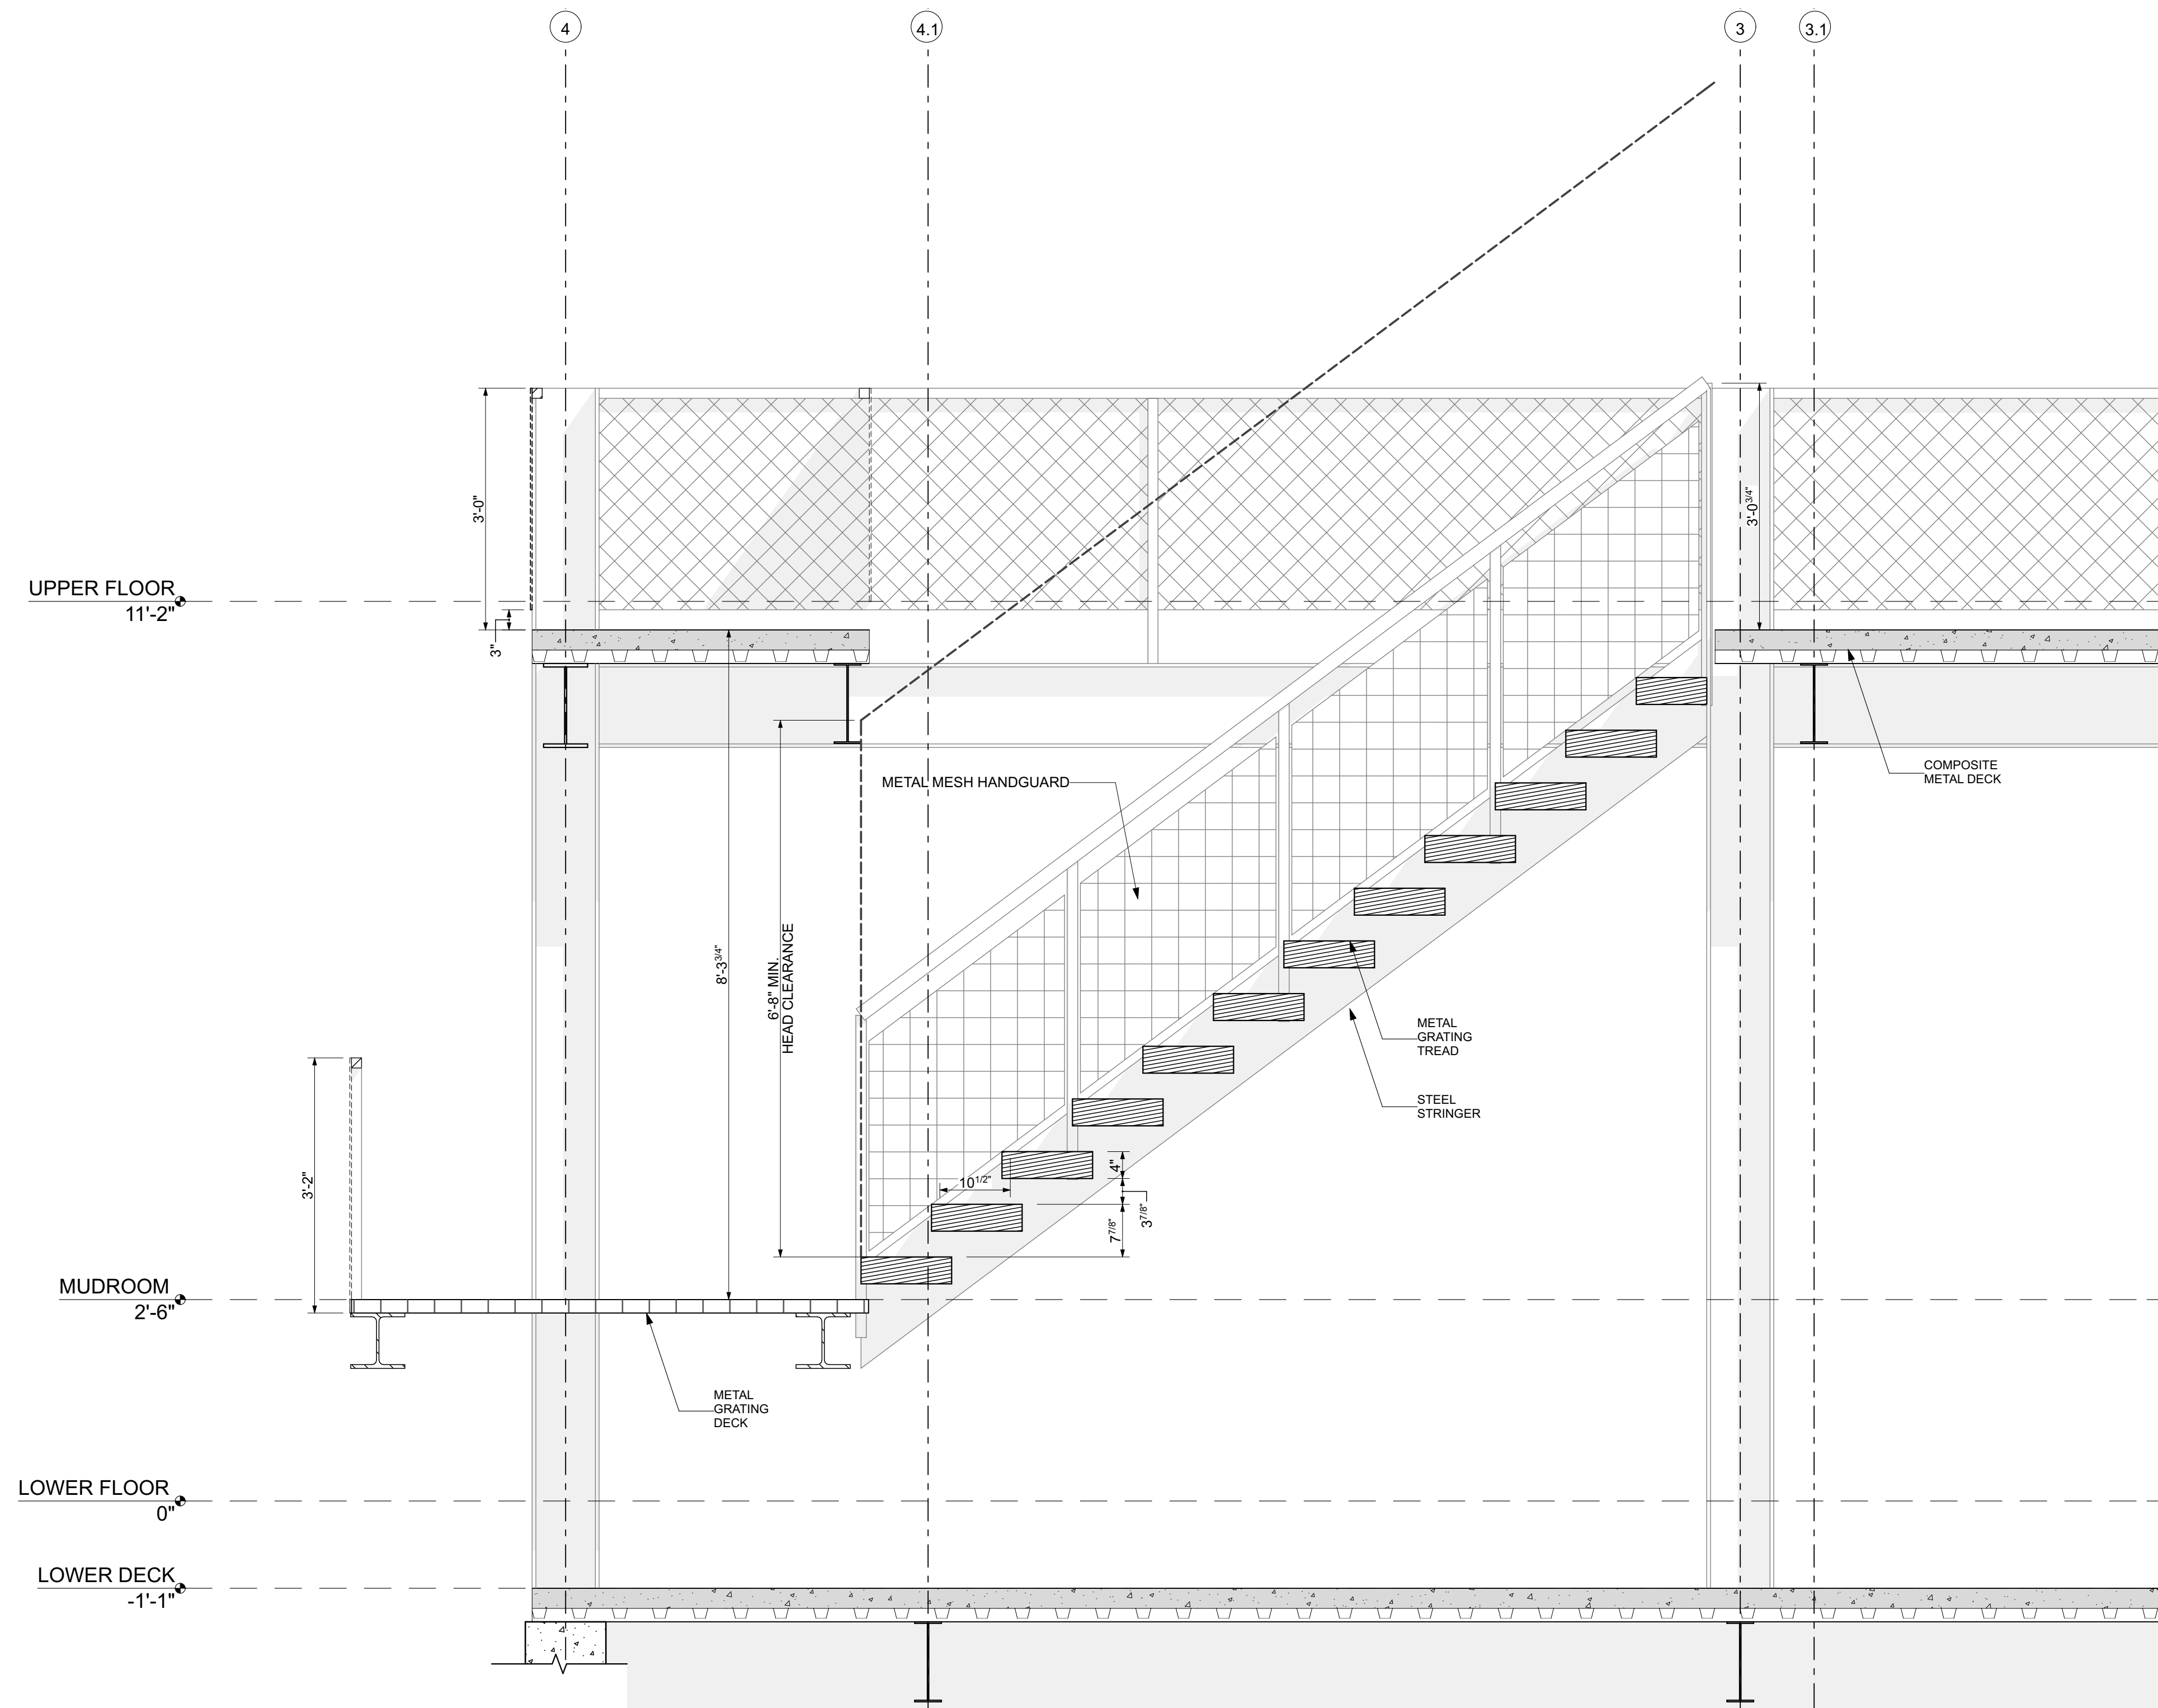 4
4.1
3
3.1
3'-0"
3'-0 3/4"
UPPER FLOOR
11'-2"
3"
COMPOSITE
METAL DECK
METAL MESH HANDGUARD
8'-3 3/4"
6'-8" MIN.
HEAD CLEARANCE
METAL
GRATING
TREAD
STEEL
STRINGER
3'-2"
4"
10 1/2"
3 7/8"
7 7/8"
MUDROOM
2'-6"
METAL
GRATING
DECK
LOWER FLOOR
0"
LOWER DECK
-1'-1"